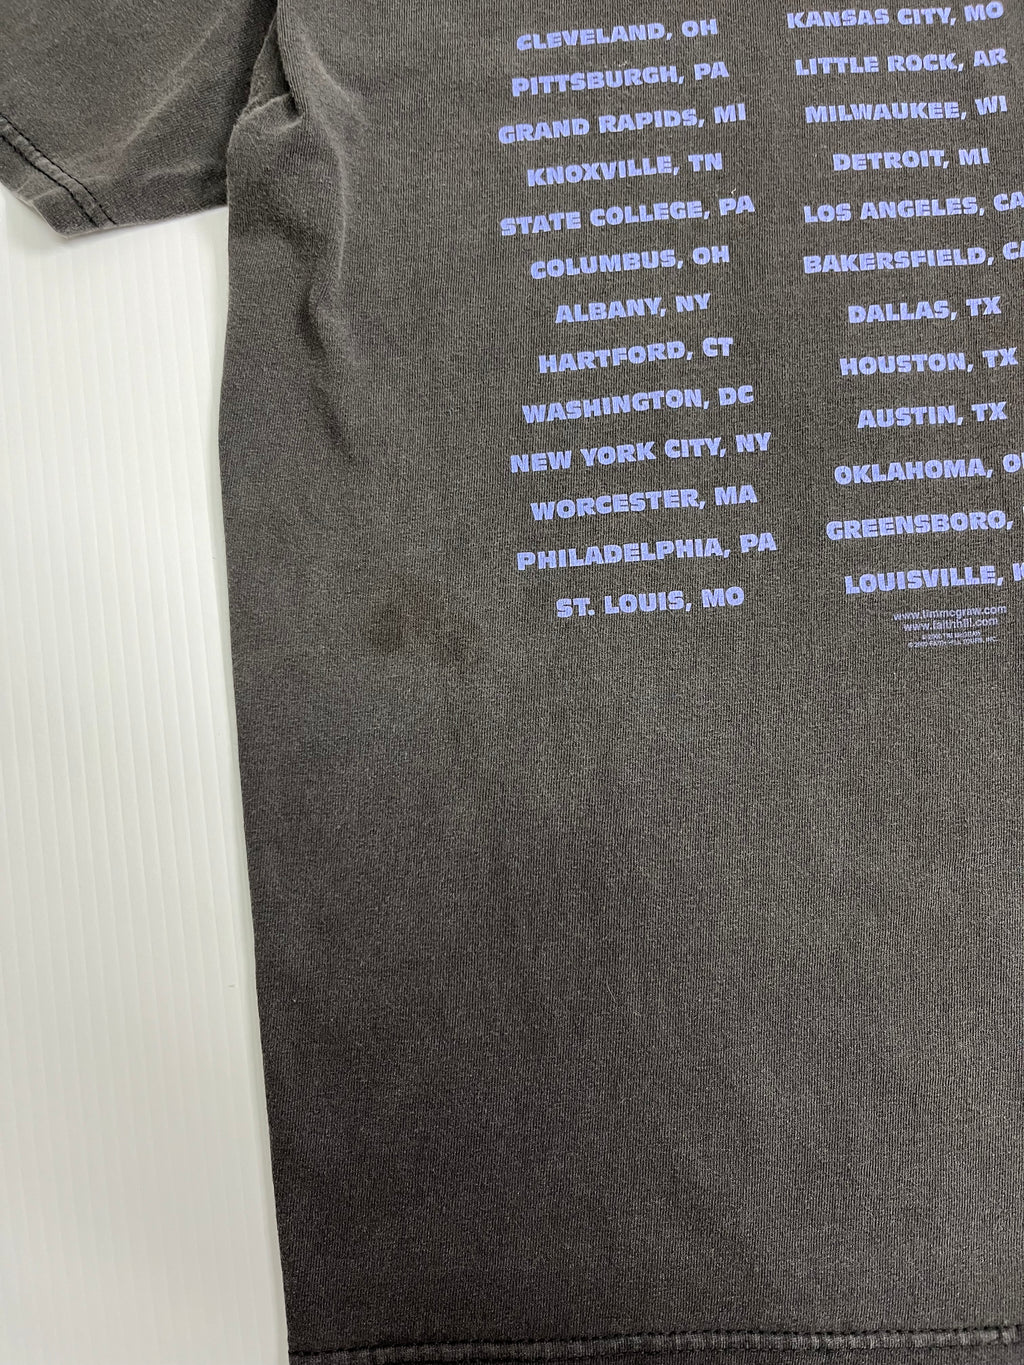 CLEVELAND, OH
PITTSBURGH, PA
GRAND RAPIDS, MI
KNOXVILLE, TN
STATE COLLEGE, PA
COLUMBUS, OH
ALBANY, NY
HARTFORD, CT
WASHINGTON, DC
NEW YORK CITY, NY
WORCESTER, MA
PHILADELPHIA, PA
ST. LOUIS, MO
KANSAS CITY, MO
LITTLE ROCK, AR
MILWAUKEE, WI
DETROIT, MI
LOS ANGELES, CA
BAKERSFIELD, CA
DALLAS, TX
HOUSTON, TX
AUSTIN, TX
OKLAHOMA,
GREENSBORO,
LOUISVILLE,
www.timmcgraw.com
www.faithhill.com